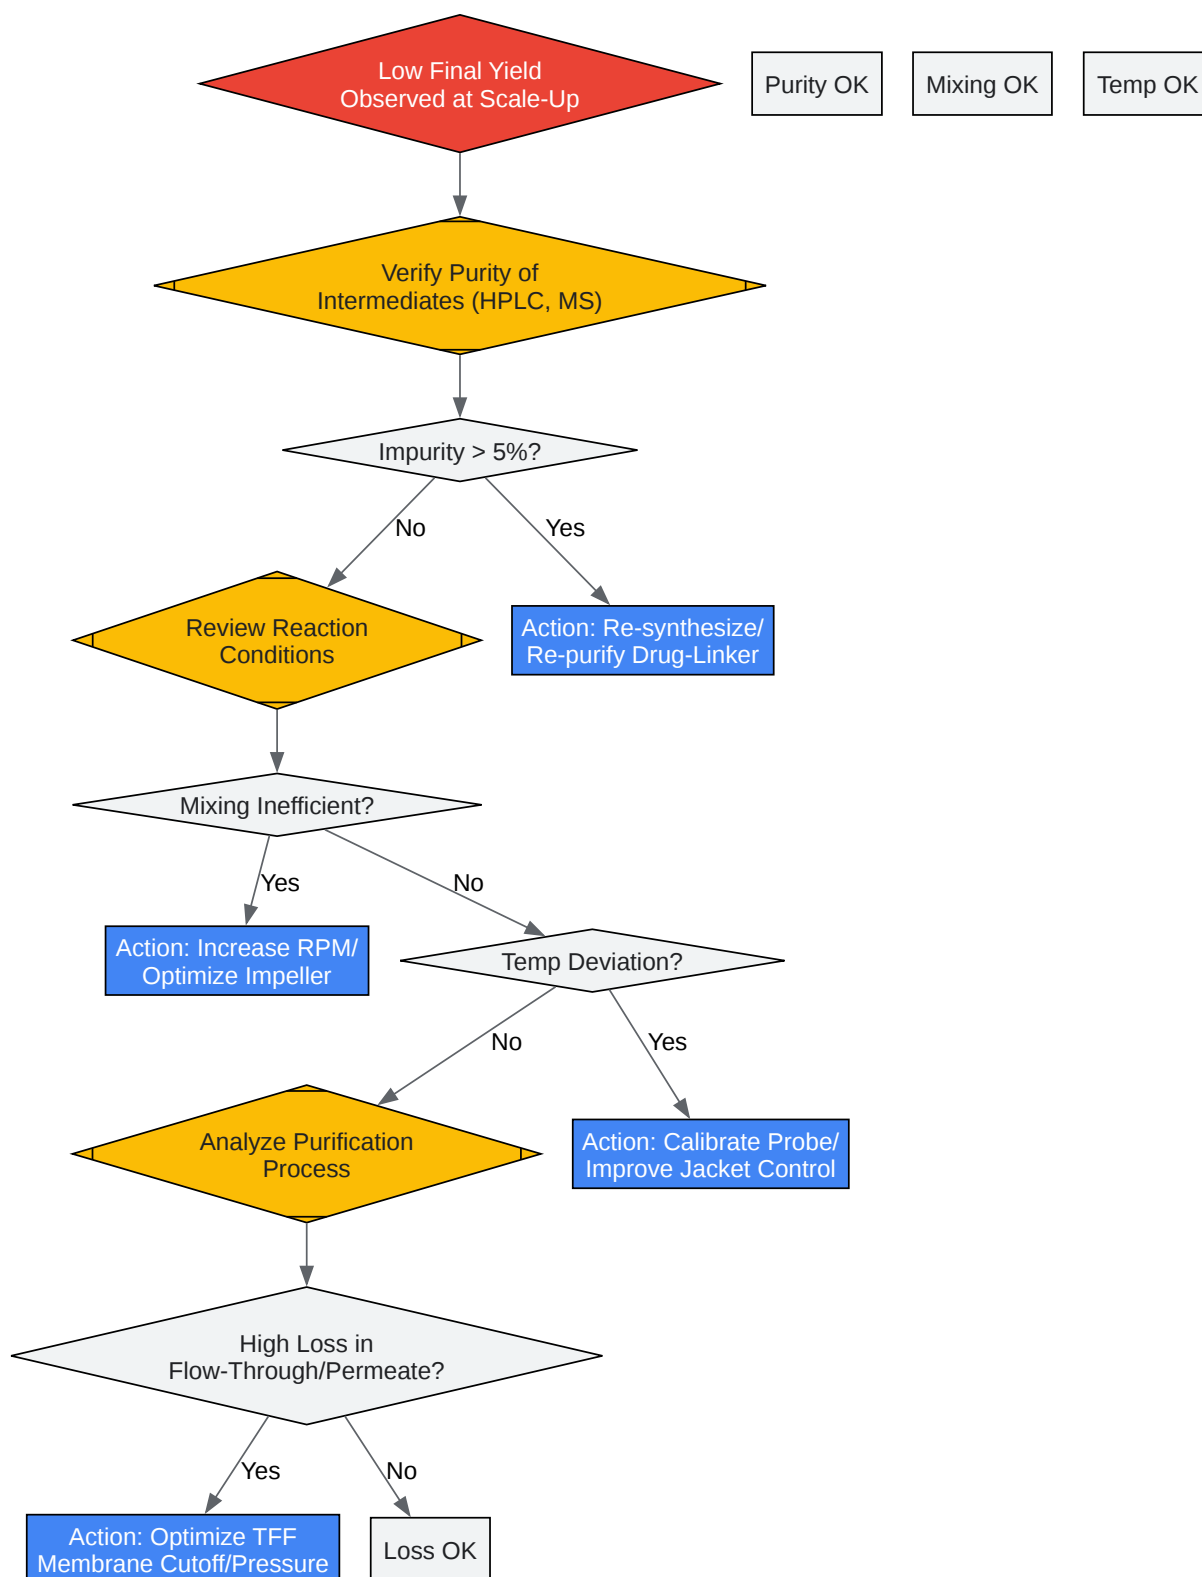 Low Final Yield
Observed at Scale-Up
Purity OK
Mixing OK
Temp OK
Verify Purity of
Intermediates (HPLC, MS)
Impurity > 5%?
No
Yes
Review Reaction
Conditions
Action: Re-synthesize/
Re-purify Drug-Linker
Mixing Inefficient?
Yes
No
Action: Increase RPM/
Optimize Impeller
Temp Deviation?
No
Yes
Analyze Purification
Process
Action: Calibrate Probe/
Improve Jacket Control
High Loss in
Flow-Through/Permeate?
Yes
No
Action: Optimize TFF
Membrane Cutoff/Pressure
Loss OK